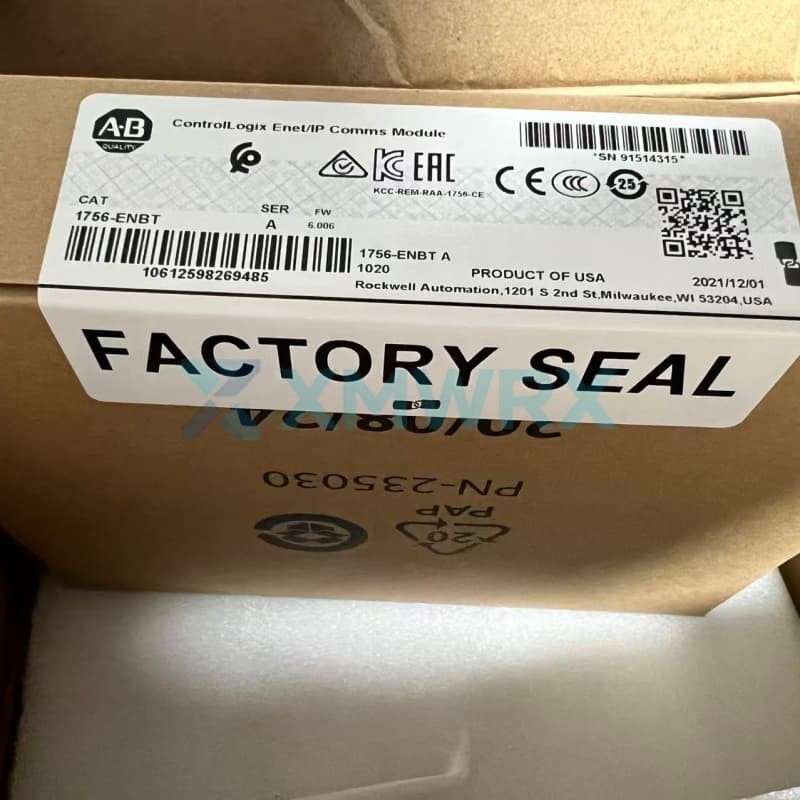 A-B
QUALITY
ControlLogix Enet/IP Comms Module
*SN 91514315*
KC EAC
CE CCC 25
KCC-REM-RAA-1756-CE
CAT
1756-ENBT
SER
A
FW
6.006
10612598269485
1756-ENBT A
1020
PRODUCT OF USA
2021/12/01
Rockwell Automation,1201 S 2nd St,Milwaukee,WI 53204,USA
FACTORY SEAL
XMWRX
PN-235030
PAP
20